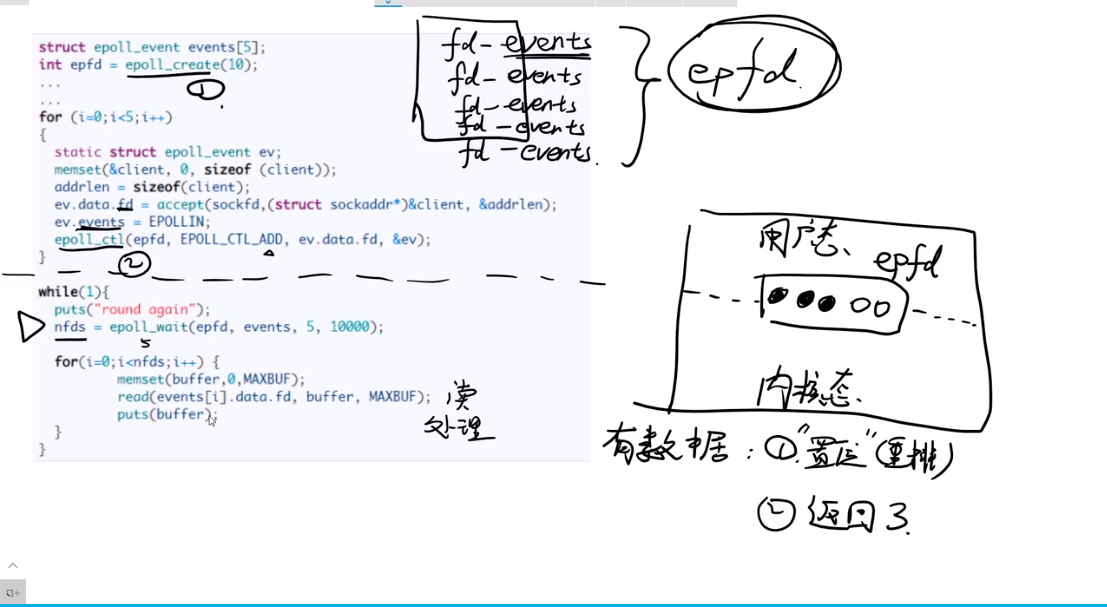 struct epoll_event events[5];
int epfd = epoll_create(10);
①
...
...
for (i=0;i<5;i++)
{
static struct epoll_event ev;
memset(&client, 0, sizeof (client));
addrlen = sizeof(client);
ev.data.fd = accept(sockfd,(struct sockaddr*)&client, &addrlen);
ev.events = EPOLLIN;
epoll_ctl(epfd, EPOLL_CTL_ADD, ev.data.fd, &ev);
}
②
while(1){
puts("round again");
nfds = epoll_wait(epfd, events, 5, 10000);
5
for(i=0;i<nfds;i++) {
memset(buffer,0,MAXBUF);
read(events[i].data.fd, buffer, MAXBUF);
puts(buffer);
}
}
读
处理
fd-events
fd-events
fd-events
fd-events
fd-events
epfd
用户态
epfd
内核态
有数据:①"置位"(重排)
②返回3